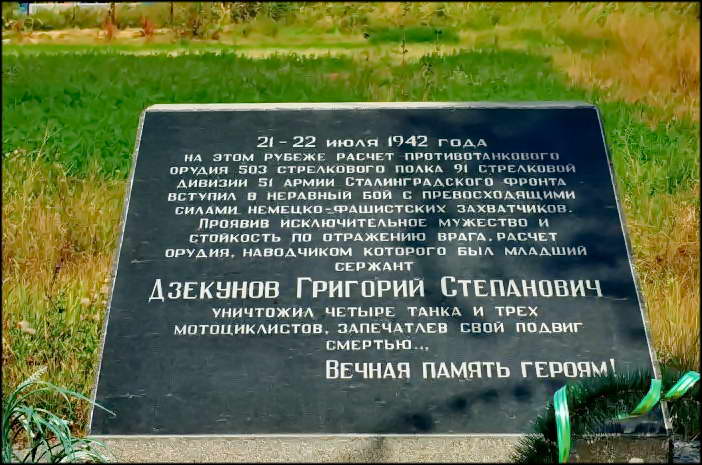 21-22 июля 1942 года
на этом рубеже расчет противотанкового
орудия 503 стрелкового полка 91 стрелковой
дивизии 51 армии Сталинградского фронта
вступил в неравный бой с превосходящими
силами немецко-фашистских захватчиков.
Проявив исключительное мужество и
стойкость по отражению врага, расчет
орудия, наводчиком которого был младший
сержант
Дзекунов Григорий Степанович
уничтожил четыре танка и трех
мотоциклистов, запечатлев свой подвиг
смертью...
Вечная память героям!